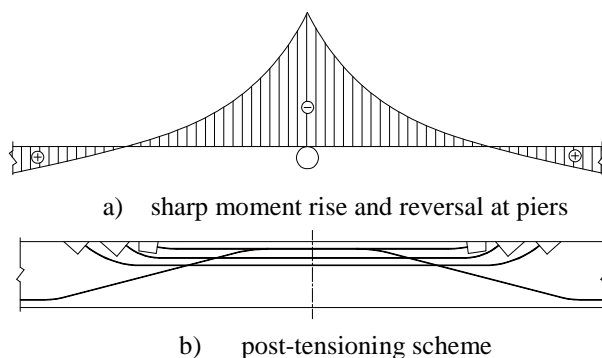 a) sharp moment rise and reversal at piers
b) post-tensioning scheme